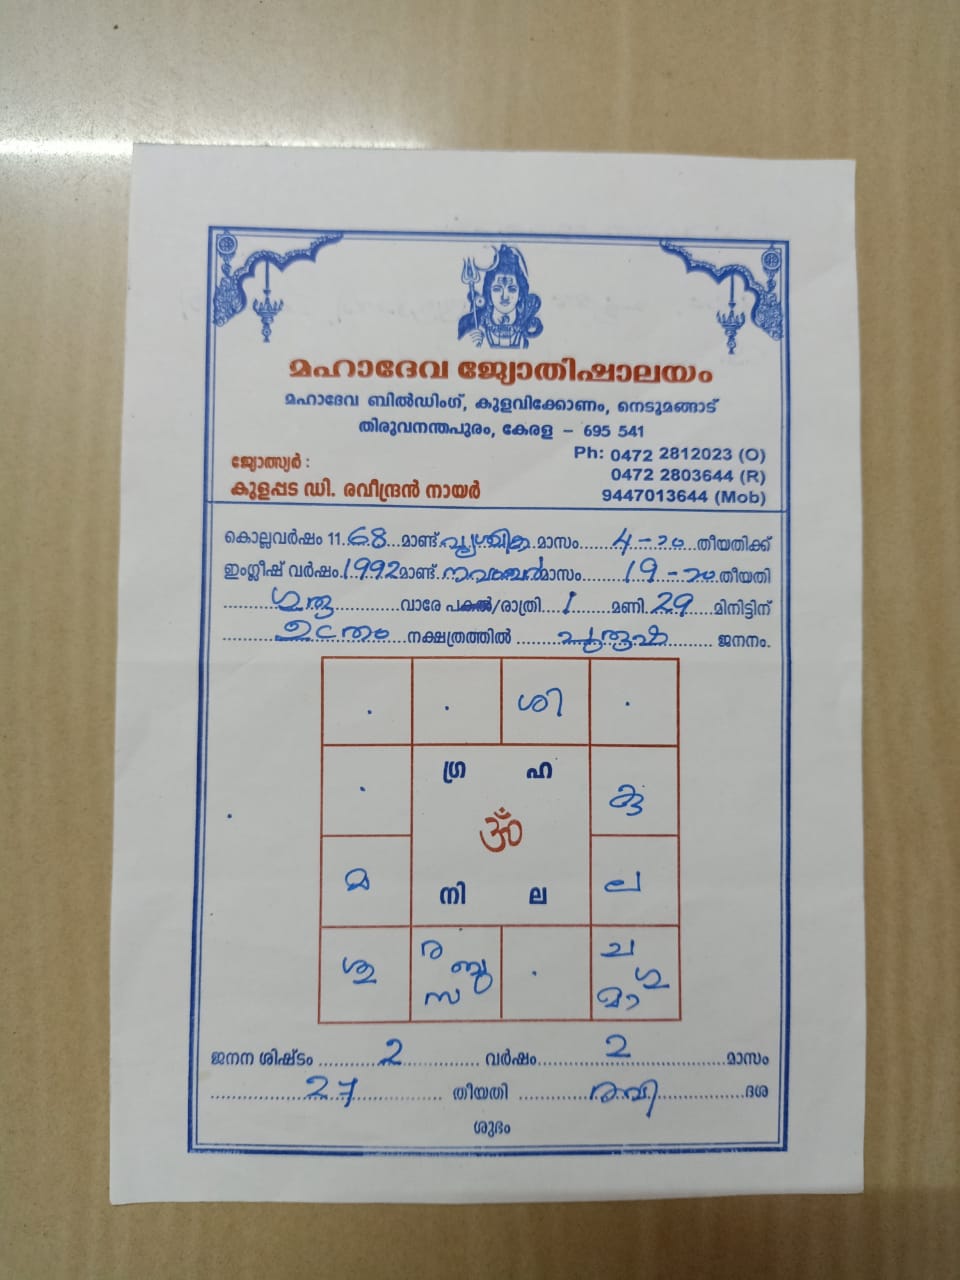 മഹാദേവ ജ്യോതിഷാലയം
മഹാദേവ ബിൽഡിംഗ്, കുളവിക്കോണം, നെടുമങ്ങാട്
തിരുവനന്തപുരം, കേരള – 695 541
Ph: 0472 2812023 (O)
ജ്യോത്സ്യർ :
0472 2803644 (R)
കുളപ്പട ഡി. രവീന്ദ്രൻ നായർ
9447013644 (Mob)
കൊല്ലവർഷം 11 68 മാണ്ട് വൃശ്ചിക മാസം 4-ാം തീയതിക്ക്
ഇംഗ്ലീഷ് വർഷം 1992 മാണ്ട് നവംബർ മാസം 19-ാം തീയതി
ഗുരു വാരേ പകൽ/രാത്രി 1 മണി 29 മിനിട്ടിന്
ഉത്രം നക്ഷത്രത്തിൽ പുരുഷ ജനനം.
ശി
ഗ്ര ഹ
കു
ॐ
മ
നി ല
ല
ശു
ര ബു സ
ച ഗു മാ
ജനന ശിഷ്ടം 2 വർഷം 2 മാസം
27 തീയതി രവി ദശ
ശുഭം